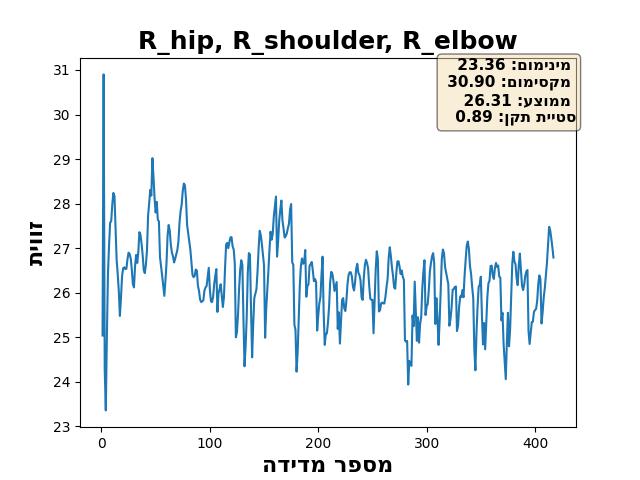 R_hip, R_shoulder, R_elbow
מינימום: 23.36
מקסימום: 30.90
ממוצע: 26.31
סטיית תקן: 0.89
זווית
31
30
29
28
27
26
25
24
23
0 100 200 300 400
מספר מדידה